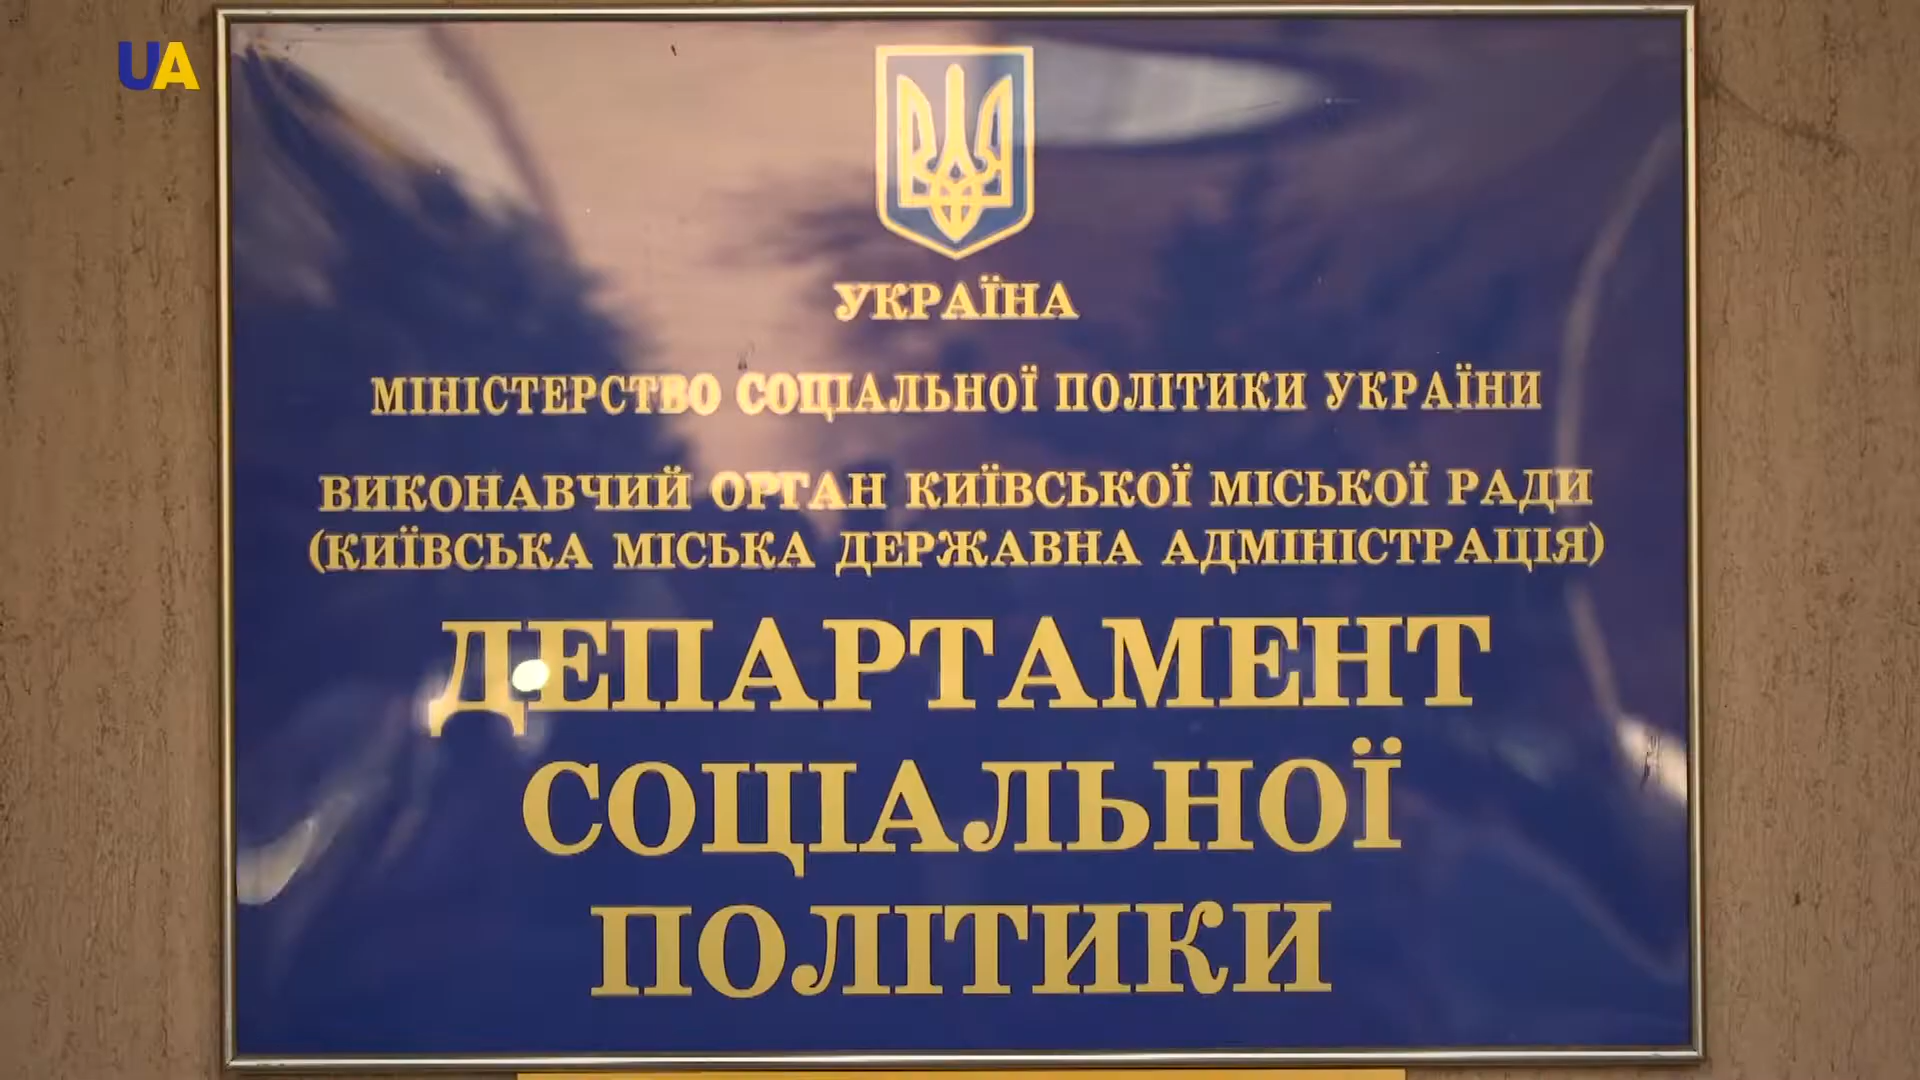 UA
УКРАЇНА
МІНІСТЕРСТВО СОЦІАЛЬНОЇ ПОЛІТИКИ УКРАЇНИ
ВИКОНАВЧИЙ ОРГАН КИЇВСЬКОЇ МІСЬКОЇ РАДИ
(КИЇВСЬКА МІСЬКА ДЕРЖАВНА АДМІНІСТРАЦІЯ)
ДЕПАРТАМЕНТ
СОЦІАЛЬНОЇ
ПОЛІТИКИ